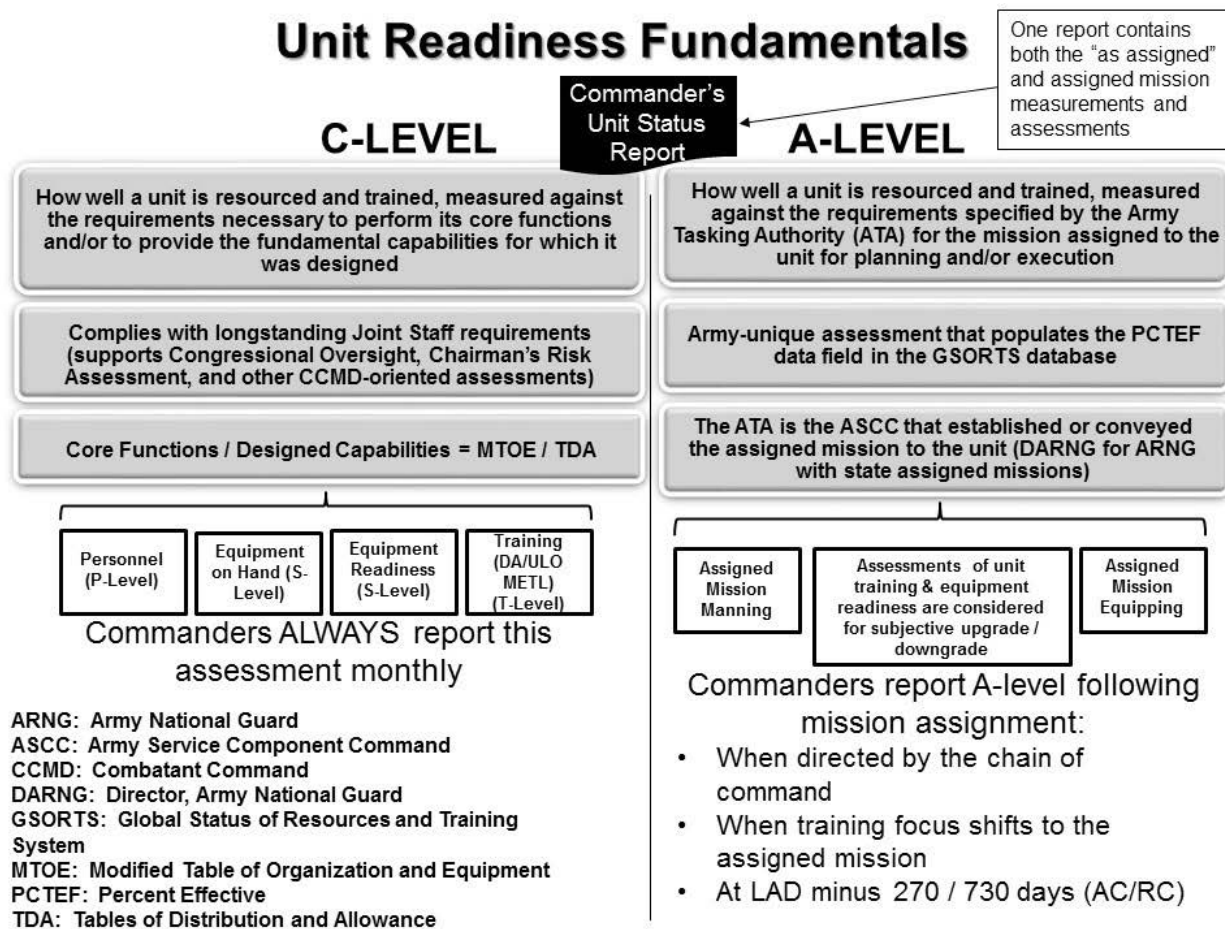 Unit Readiness Fundamentals
One report contains
both the “as assigned”
and assigned mission
measurements and
assessments
Commander’s
Unit Status
Report
C-LEVEL
How well a unit is resourced and trained, measured against
the requirements necessary to perform its core functions
and/or to provide the fundamental capabilities for which it
was designed
Complies with longstanding Joint Staff requirements
(supports Congressional Oversight, Chairman’s Risk
Assessment, and other CCMD-oriented assessments)
Core Functions / Designed Capabilities = MTOE / TDA
Personnel
(P-Level)
Equipment
on Hand (S-
Level)
Equipment
Readiness
(S-Level)
Training
(DA/ULO
METL)
(T-Level)
Commanders ALWAYS report this
assessment monthly
ARNG: Army National Guard
ASCC: Army Service Component Command
CCMD: Combatant Command
DARNG: Director, Army National Guard
GSORTS: Global Status of Resources and Training
System
MTOE: Modified Table of Organization and Equipment
PCTEF: Percent Effective
TDA: Tables of Distribution and Allowance
A-LEVEL
How well a unit is resourced and trained, measured
against the requirements specified by the Army
Tasking Authority (ATA) for the mission assigned to the
unit for planning and/or execution
Army-unique assessment that populates the PCTEF
data field in the GSORTS database
The ATA is the ASCC that established or conveyed
the assigned mission to the unit (DARNG for ARNG
with state assigned missions)
Assigned
Mission
Manning
Assessments of unit
training & equipment
readiness are considered
for subjective upgrade /
downgrade
Assigned
Mission
Equipping
Commanders report A-level following
mission assignment:
• When directed by the chain of
command
• When training focus shifts to the
assigned mission
• At LAD minus 270 / 730 days (AC/RC)